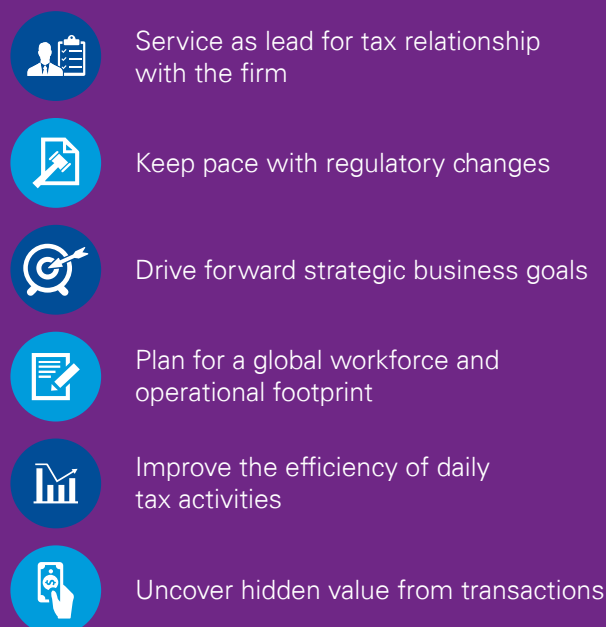 Service as lead for tax relationship
with the firm
Keep pace with regulatory changes
Drive forward strategic business goals
Plan for a global workforce and
operational footprint
Improve the efficiency of daily
tax activities
Uncover hidden value from transactions